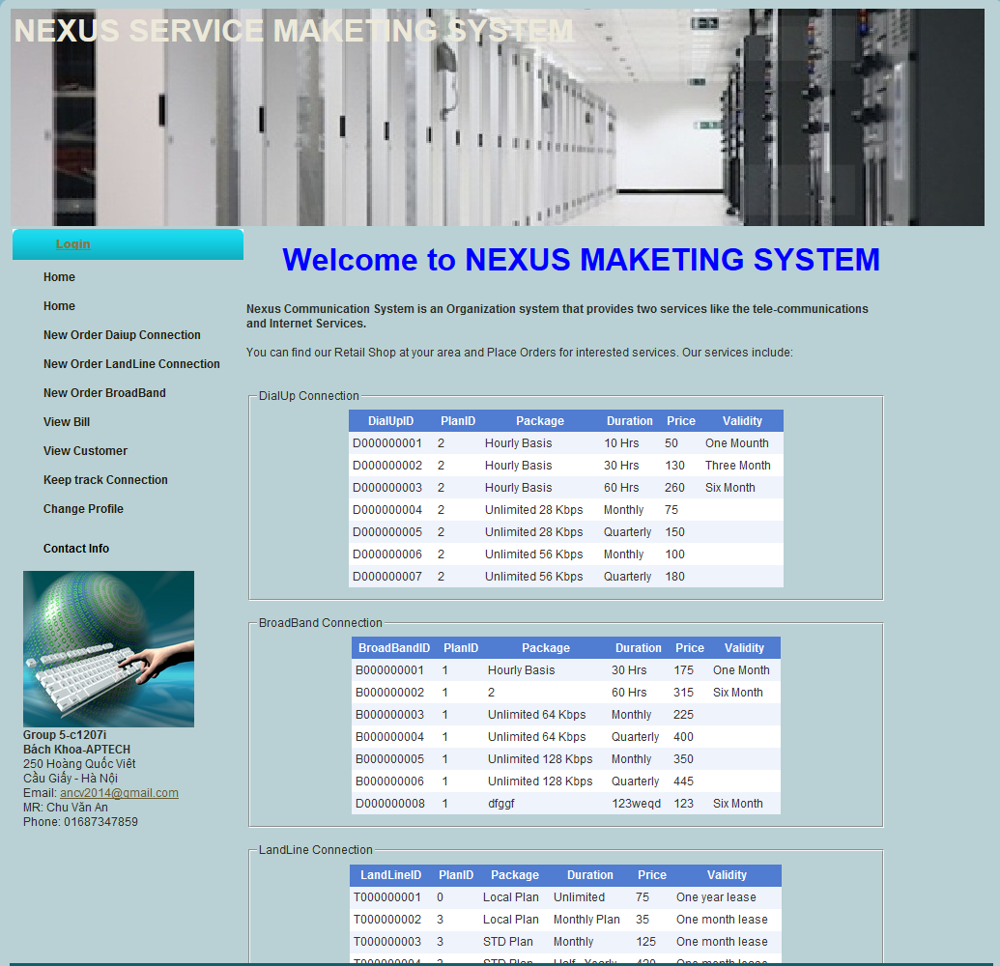 NEXUS SERVICE MAKETING SYSTEM
Login
Home
Home
New Order Daiup Connection
New Order LandLine Connection
New Order BroadBand
View Bill
View Customer
Keep track Connection
Change Profile
Contact Info
Group 5-c1207i
Bách Khoa-APTECH
250 Hoàng Quốc Việt
Cầu Giấy - Hà Nội
Email: ancv2014@gmail.com
MR: Chu Văn An
Phone: 01687347859
Welcome to NEXUS MAKETING SYSTEM
Nexus Communication System is an Organization system that provides two services like the tele-communications
and Internet Services.
You can find our Retail Shop at your area and Place Orders for interested services. Our services include:
DialUp Connection
DialUpID PlanID Package Duration Price Validity
D000000001 2 Hourly Basis 10 Hrs 50 One Mounth
D000000002 2 Hourly Basis 30 Hrs 130 Three Month
D000000003 2 Hourly Basis 60 Hrs 260 Six Month
D000000004 2 Unlimited 28 Kbps Monthly 75
D000000005 2 Unlimited 28 Kbps Quarterly 150
D000000006 2 Unlimited 56 Kbps Monthly 100
D000000007 2 Unlimited 56 Kbps Quarterly 180
BroadBand Connection
BroadBandID PlanID Package Duration Price Validity
B000000001 1 Hourly Basis 30 Hrs 175 One Month
B000000002 1 2 60 Hrs 315 Six Month
B000000003 1 Unlimited 64 Kbps Monthly 225
B000000004 1 Unlimited 64 Kbps Quarterly 400
B000000005 1 Unlimited 128 Kbps Monthly 350
B000000006 1 Unlimited 128 Kbps Quarterly 445
D000000008 1 dfggf 123weqd 123 Six Month
LandLine Connection
LandLineID PlanID Package Duration Price Validity
T000000001 0 Local Plan Unlimited 75 One year lease
T000000002 3 Local Plan Monthly Plan 35 One month lease
T000000003 3 STD Plan Monthly 125 One month lease
T000000004 3 STD Plan Half - Yearly 420 One month lease